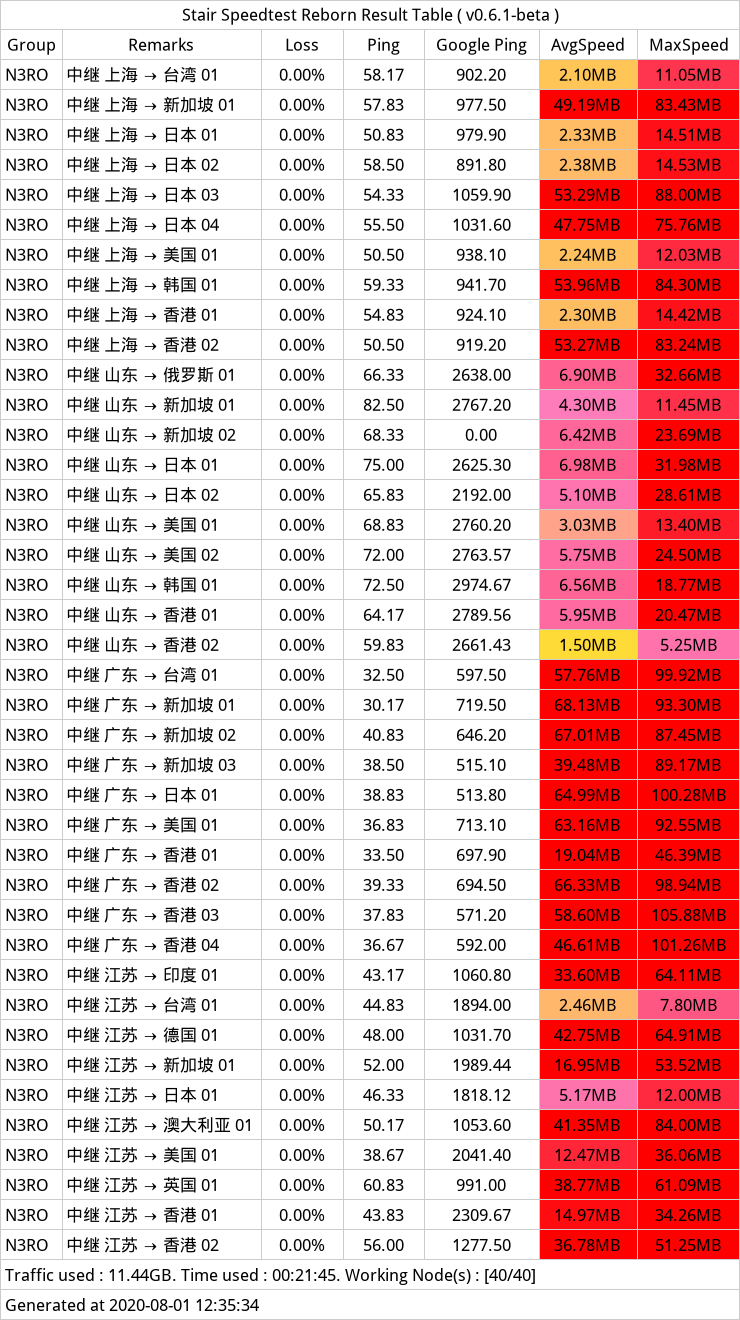 Stair Speedtest Reborn Result Table ( v0.6.1-beta )
Group Remarks Loss Ping Google Ping AvgSpeed MaxSpeed
N3RO 中继 上海 → 台湾 01 0.00% 58.17 902.20 2.10MB 11.05MB
N3RO 中继 上海 → 新加坡 01 0.00% 57.83 977.50 49.19MB 83.43MB
N3RO 中继 上海 → 日本 01 0.00% 50.83 979.90 2.33MB 14.51MB
N3RO 中继 上海 → 日本 02 0.00% 58.50 891.80 2.38MB 14.53MB
N3RO 中继 上海 → 日本 03 0.00% 54.33 1059.90 53.29MB 88.00MB
N3RO 中继 上海 → 日本 04 0.00% 55.50 1031.60 47.75MB 75.76MB
N3RO 中继 上海 → 美国 01 0.00% 50.50 938.10 2.24MB 12.03MB
N3RO 中继 上海 → 韩国 01 0.00% 59.33 941.70 53.96MB 84.30MB
N3RO 中继 上海 → 香港 01 0.00% 54.83 924.10 2.30MB 14.42MB
N3RO 中继 上海 → 香港 02 0.00% 50.50 919.20 53.27MB 83.24MB
N3RO 中继 山东 → 俄罗斯 01 0.00% 66.33 2638.00 6.90MB 32.66MB
N3RO 中继 山东 → 新加坡 01 0.00% 82.50 2767.20 4.30MB 11.45MB
N3RO 中继 山东 → 新加坡 02 0.00% 68.33 0.00 6.42MB 23.69MB
N3RO 中继 山东 → 日本 01 0.00% 75.00 2625.30 6.98MB 31.98MB
N3RO 中继 山东 → 日本 02 0.00% 65.83 2192.00 5.10MB 28.61MB
N3RO 中继 山东 → 美国 01 0.00% 68.83 2760.20 3.03MB 13.40MB
N3RO 中继 山东 → 美国 02 0.00% 72.00 2763.57 5.75MB 24.50MB
N3RO 中继 山东 → 韩国 01 0.00% 72.50 2974.67 6.56MB 18.77MB
N3RO 中继 山东 → 香港 01 0.00% 64.17 2789.56 5.95MB 20.47MB
N3RO 中继 山东 → 香港 02 0.00% 59.83 2661.43 1.50MB 5.25MB
N3RO 中继 广东 → 台湾 01 0.00% 32.50 597.50 57.76MB 99.92MB
N3RO 中继 广东 → 新加坡 01 0.00% 30.17 719.50 68.13MB 93.30MB
N3RO 中继 广东 → 新加坡 02 0.00% 40.83 646.20 67.01MB 87.45MB
N3RO 中继 广东 → 新加坡 03 0.00% 38.50 515.10 39.48MB 89.17MB
N3RO 中继 广东 → 日本 01 0.00% 38.83 513.80 64.99MB 100.28MB
N3RO 中继 广东 → 美国 01 0.00% 36.83 713.10 63.16MB 92.55MB
N3RO 中继 广东 → 香港 01 0.00% 33.50 697.90 19.04MB 46.39MB
N3RO 中继 广东 → 香港 02 0.00% 39.33 694.50 66.33MB 98.94MB
N3RO 中继 广东 → 香港 03 0.00% 37.83 571.20 58.60MB 105.88MB
N3RO 中继 广东 → 香港 04 0.00% 36.67 592.00 46.61MB 101.26MB
N3RO 中继 江苏 → 印度 01 0.00% 43.17 1060.80 33.60MB 64.11MB
N3RO 中继 江苏 → 台湾 01 0.00% 44.83 1894.00 2.46MB 7.80MB
N3RO 中继 江苏 → 德国 01 0.00% 48.00 1031.70 42.75MB 64.91MB
N3RO 中继 江苏 → 新加坡 01 0.00% 52.00 1989.44 16.95MB 53.52MB
N3RO 中继 江苏 → 日本 01 0.00% 46.33 1818.12 5.17MB 12.00MB
N3RO 中继 江苏 → 澳大利亚 01 0.00% 50.17 1053.60 41.35MB 84.00MB
N3RO 中继 江苏 → 美国 01 0.00% 38.67 2041.40 12.47MB 36.06MB
N3RO 中继 江苏 → 英国 01 0.00% 60.83 991.00 38.77MB 61.09MB
N3RO 中继 江苏 → 香港 01 0.00% 43.83 2309.67 14.97MB 34.26MB
N3RO 中继 江苏 → 香港 02 0.00% 56.00 1277.50 36.78MB 51.25MB
Traffic used : 11.44GB. Time used : 00:21:45. Working Node(s) : [40/40]
Generated at 2020-08-01 12:35:34